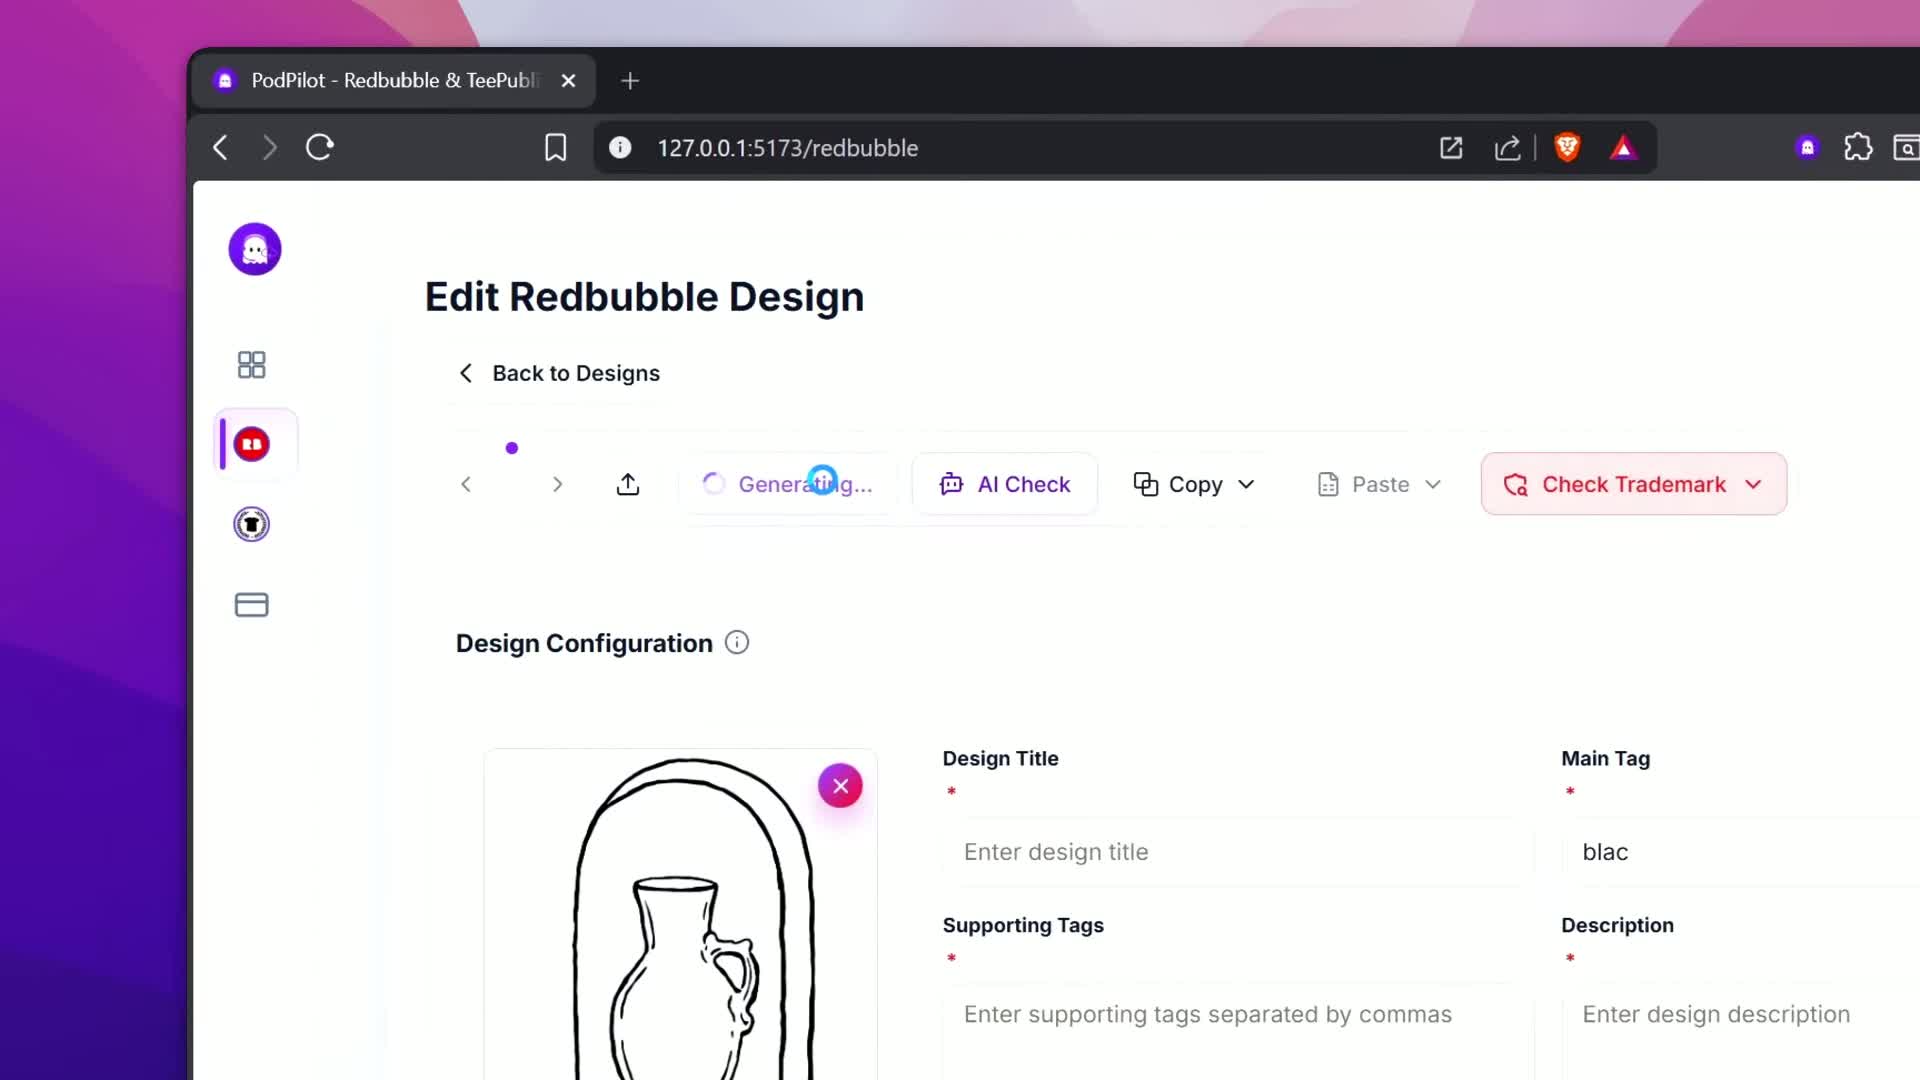 PodPilot - Redbubble & TeePubli
127.0.0.1:5173/redbubble
Edit Redbubble Design
Back to Designs
RB
Generating...
AI Check
Copy
Paste
Check Trademark
Design Configuration
Design Title
*
Enter design title
Main Tag
*
blac
Supporting Tags
*
Enter supporting tags separated by commas
Description
*
Enter design description